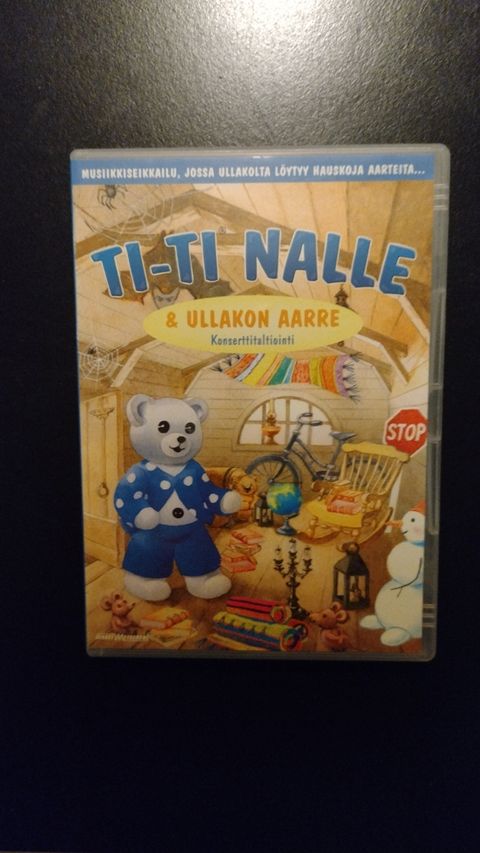 MUSIIKKISEIKKAILU, JOSSA ULLAKOLTA LÖYTYY HAUSKOJA AARTEITA...
TI-TI NALLE
& ULLAKON AARRE
Konserttitaltiointi
STOP